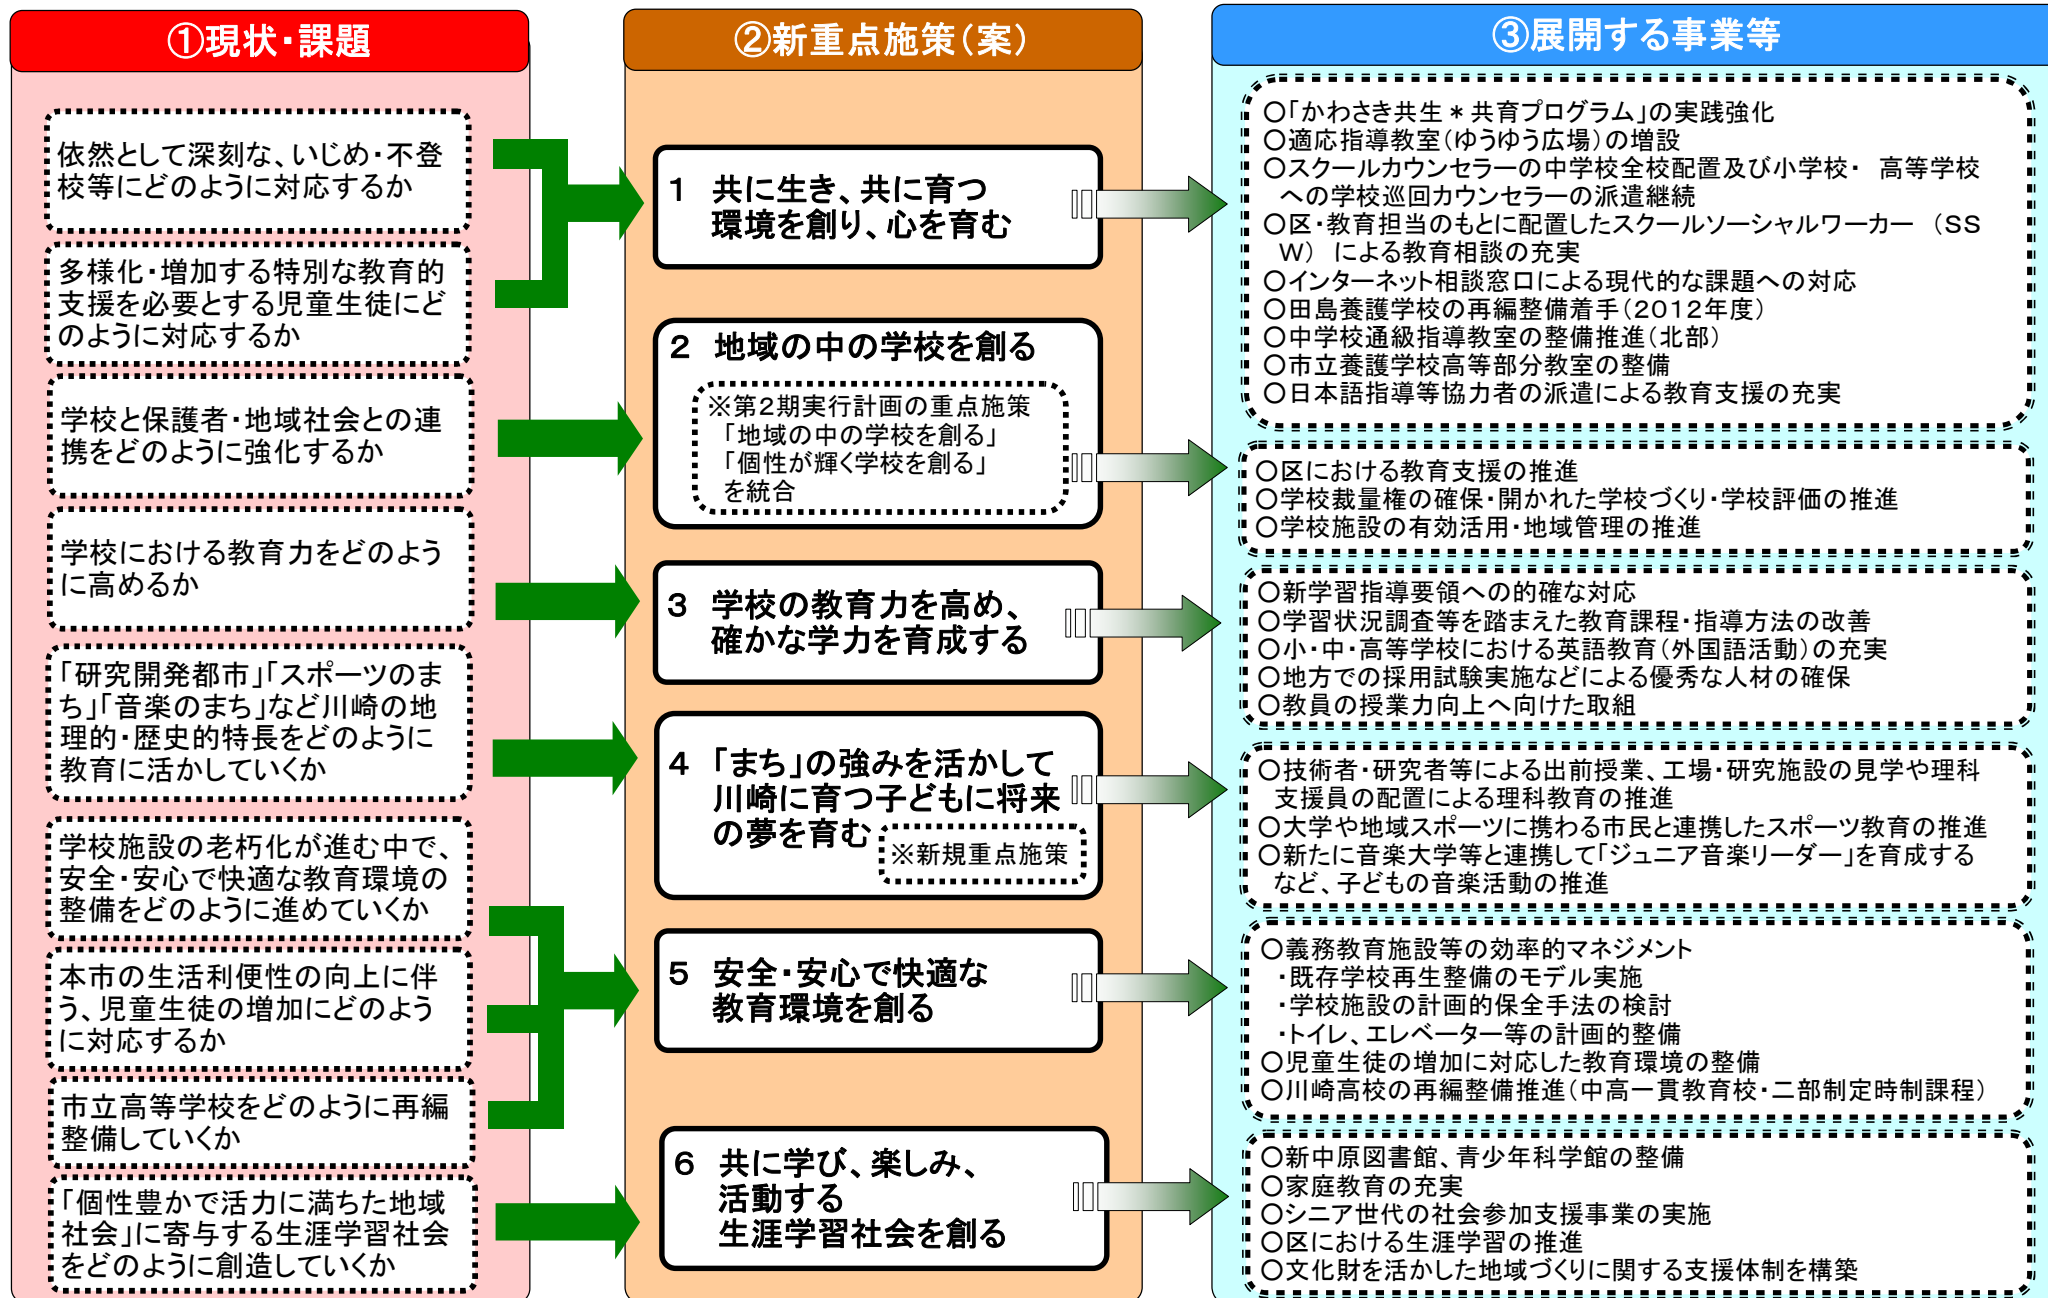 ①現状・課題
依然として深刻な、いじめ・不登
校等にどのように対応するか
多様化・増加する特別な教育的
支援を必要とする児童生徒にど
のように対応するか
学校と保護者・地域社会との連
携をどのように強化するか
学校における教育力をどのよう
に高めるか
「研究開発都市」「スポーツのま
ち」「音楽のまち」など川崎の地
理的・歴史的特長をどのように
教育に活かしていくか
学校施設の老朽化が進む中で、
安全・安心で快適な教育環境の
整備をどのように進めていくか
本市の生活利便性の向上に伴
う、児童生徒の増加にどのよう
に対応するか
市立高等学校をどのように再編
整備していくか
「個性豊かで活力に満ちた地域
社会」に寄与する生涯学習社会
をどのように創造していくか
②新重点施策(案)
1 共に生き、共に育つ
環境を創り、心を育む
2 地域の中の学校を創る
※第2期実行計画の重点施策
「地域の中の学校を創る」
「個性が輝く学校を創る」
を統合
3 学校の教育力を高め、
確かな学力を育成する
4 「まち」の強みを活かして
川崎に育つ子どもに将来
の夢を育む
※新規重点施策
5 安全・安心で快適な
教育環境を創る
6 共に学び、楽しみ、
活動する
生涯学習社会を創る
③展開する事業等
○「かわさき共生*共育プログラム」の実践強化
○適応指導教室(ゆうゆう広場)の増設
○スクールカウンセラーの中学校全校配置及び小学校・ 高等学校
への学校巡回カウンセラーの派遣継続
○区・教育担当のもとに配置したスクールソーシャルワーカー (SS
W) による教育相談の充実
○インターネット相談窓口による現代的な課題への対応
○田島養護学校の再編整備着手(2012年度)
○中学校通級指導教室の整備推進(北部)
○市立養護学校高等部分教室の整備
○日本語指導等協力者の派遣による教育支援の充実
○区における教育支援の推進
○学校裁量権の確保・開かれた学校づくり・学校評価の推進
○学校施設の有効活用・地域管理の推進
○新学習指導要領への的確な対応
○学習状況調査等を踏まえた教育課程・指導方法の改善
○小・中・高等学校における英語教育(外国語活動)の充実
○地方での採用試験実施などによる優秀な人材の確保
○教員の授業力向上へ向けた取組
○技術者・研究者等による出前授業、工場・研究施設の見学や理科
支援員の配置による理科教育の推進
○大学や地域スポーツに携わる市民と連携したスポーツ教育の推進
○新たに音楽大学等と連携して「ジュニア音楽リーダー」を育成する
など、子どもの音楽活動の推進
○義務教育施設等の効率的マネジメント
・既存学校再生整備のモデル実施
・学校施設の計画的保全手法の検討
・トイレ、エレベーター等の計画的整備
○児童生徒の増加に対応した教育環境の整備
○川崎高校の再編整備推進(中高一貫教育校・二部制定時制課程)
○新中原図書館、青少年科学館の整備
○家庭教育の充実
○シニア世代の社会参加支援事業の実施
○区における生涯学習の推進
○文化財を活かした地域づくりに関する支援体制を構築